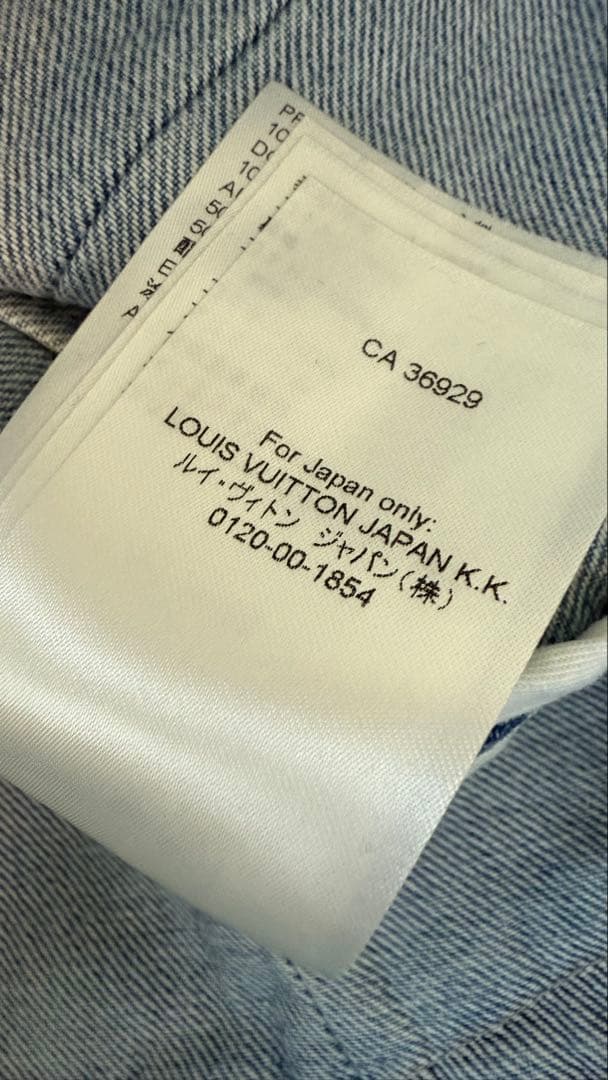 CA 36929
For Japan only:
LOUIS VUITTON JAPAN K.K.
ルイ・ヴィトン ジャパン(株)
0120-00-1854